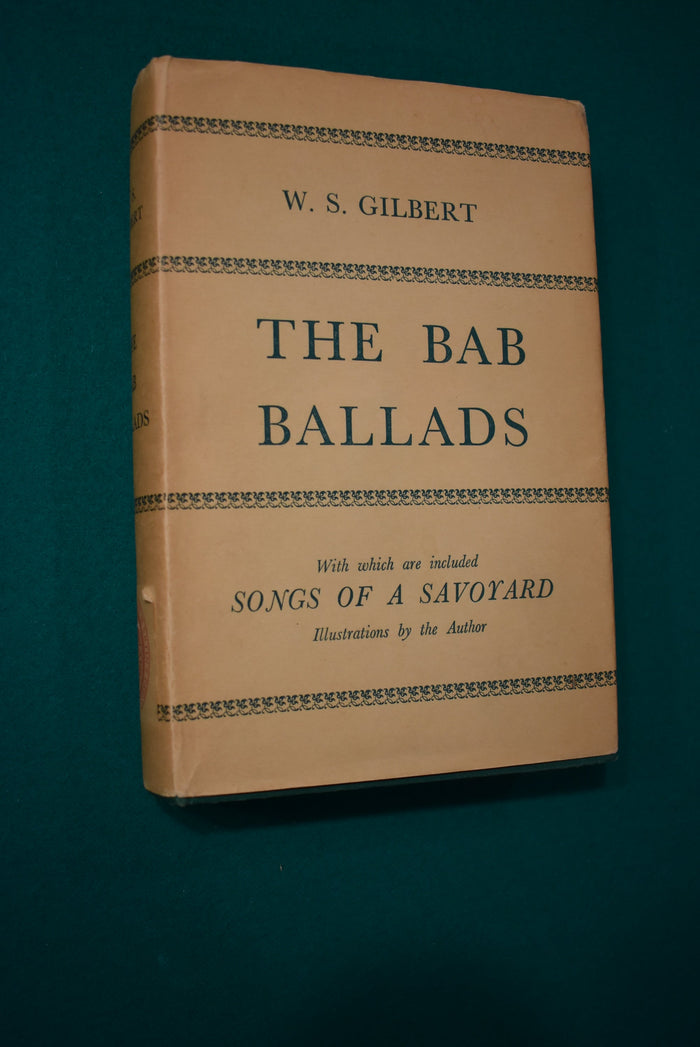 W. S. GILBERT
THE BAB
BALLADS
With which are included
SONGS OF A SAVOYARD
Illustrations by the Author